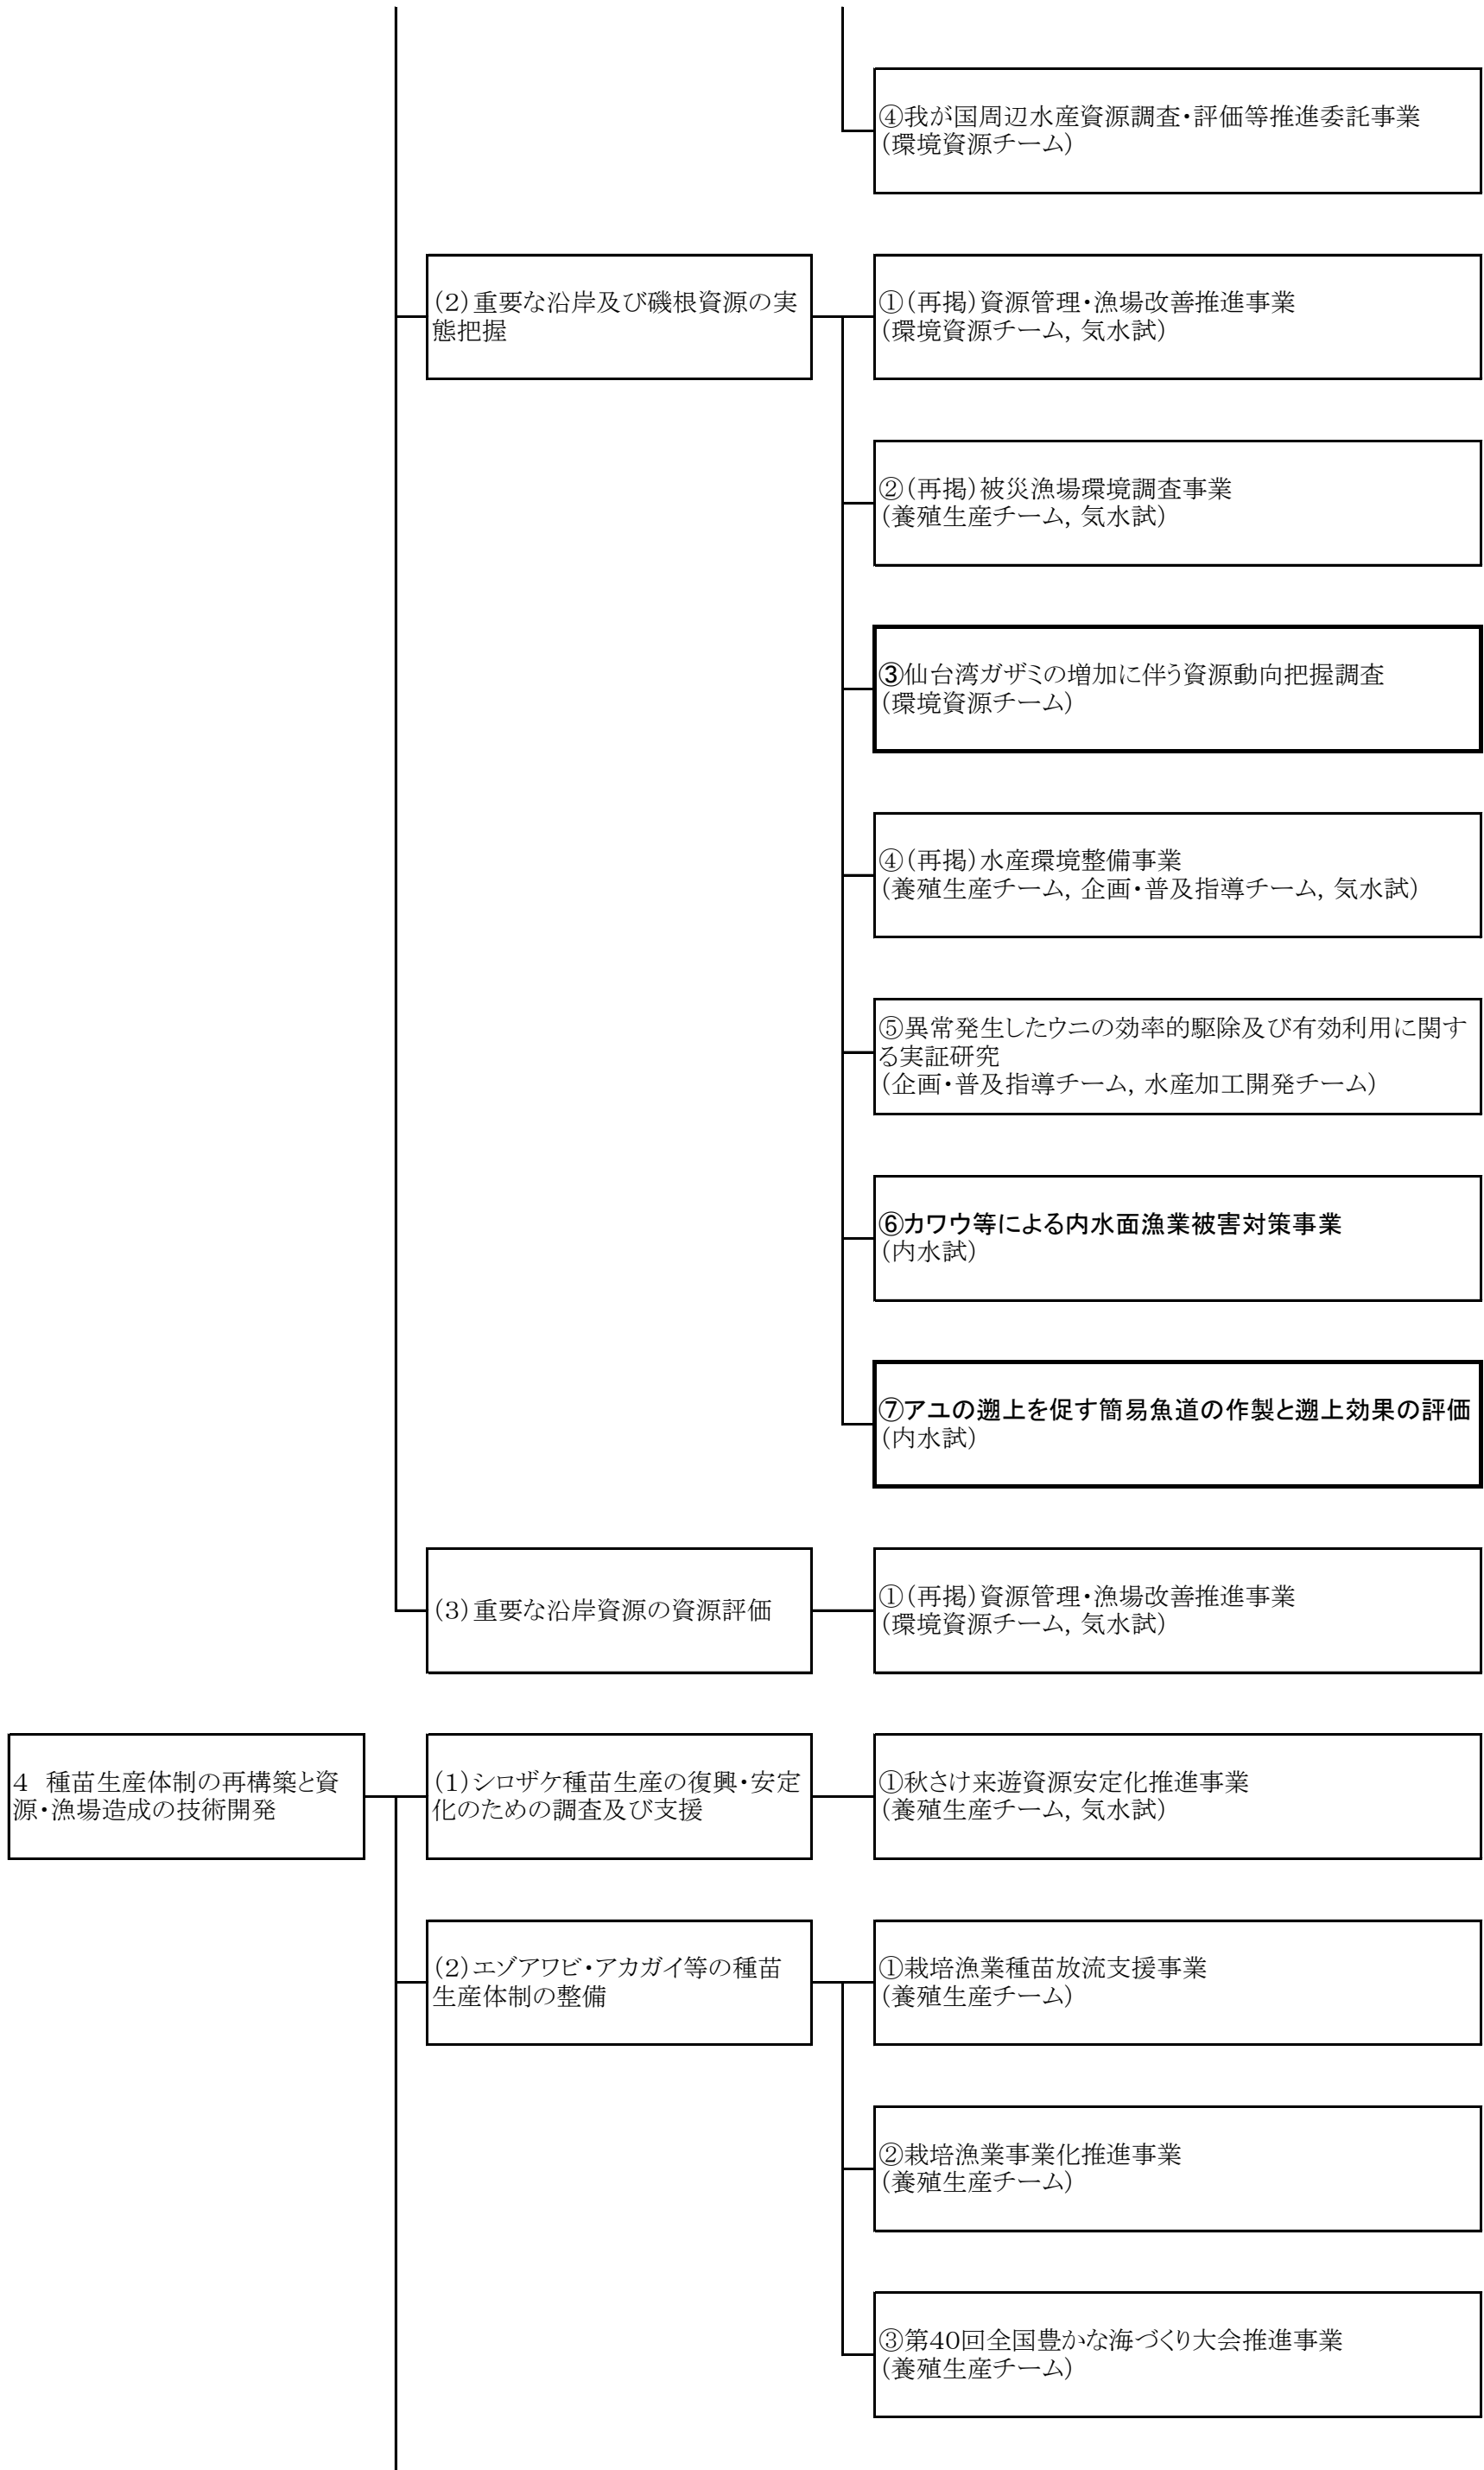 ④我が国周辺水産資源調査・評価等推進委託事業
（環境資源チーム）
（2）重要な沿岸及び磯根資源の実
態把握
①（再掲）資源管理・漁場改善推進事業
（環境資源チーム，気水試）
②（再掲）被災漁場環境調査事業
（養殖生産チーム，気水試）
③仙台湾ガザミの増加に伴う資源動向把握調査
（環境資源チーム）
④（再掲）水産環境整備事業
（養殖生産チーム，企画・普及指導チーム，気水試）
⑤異常発生したウニの効率的駆除及び有効利用に関す
る実証研究
（企画・普及指導チーム，水産加工開発チーム）
⑥カワウ等による内水面漁業被害対策事業
（内水試）
⑦アユの遡上を促す簡易魚道の作製と遡上効果の評価
（内水試）
（3）重要な沿岸資源の資源評価
①（再掲）資源管理・漁場改善推進事業
（環境資源チーム，気水試）
4　種苗生産体制の再構築と資
源・漁場造成の技術開発
（1）シロザケ種苗生産の復興・安定
化のための調査及び支援
①秋さけ来遊資源安定化推進事業
（養殖生産チーム，気水試）
（2）エゾアワビ・アカガイ等の種苗
生産体制の整備
①栽培漁業種苗放流支援事業
（養殖生産チーム）
②栽培漁業事業化推進事業
（養殖生産チーム）
③第40回全国豊かな海づくり大会推進事業
（養殖生産チーム）